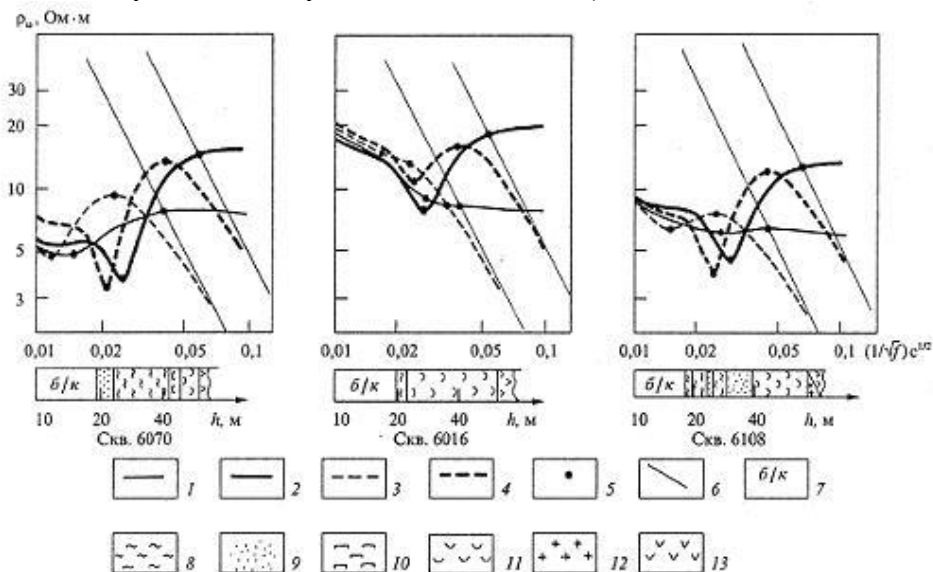 ρω, Ом·м
30
20
10
5
3
0,01 0,02 0,05 0,1
0,01 0,02 0,05 0,1
0,01 0,02 0,05 0,1 (1/√f) c1/2
б/к
б/к
б/к
10 20 40 h, м
10 20 40 h, м
10 20 40 h, м
Скв. 6070
Скв. 6016
Скв. 6108
1 2 3 4 5 6 б/к 7
8 9 10 11 12 13